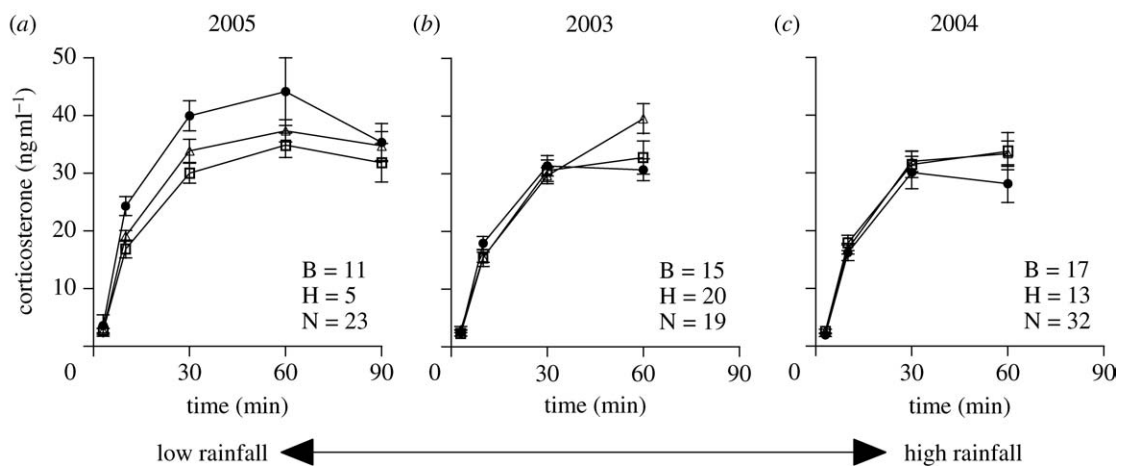 (a) 2005 (b) 2003 (c) 2004
corticosterone (ng ml⁻¹)
50
40
30
20
10
B = 11
H = 5
N = 23
B = 15
H = 20
N = 19
B = 17
H = 13
N = 32
0 30 60 90 0 30 60 90 0 30 60 90
time (min) time (min) time (min)
low rainfall high rainfall